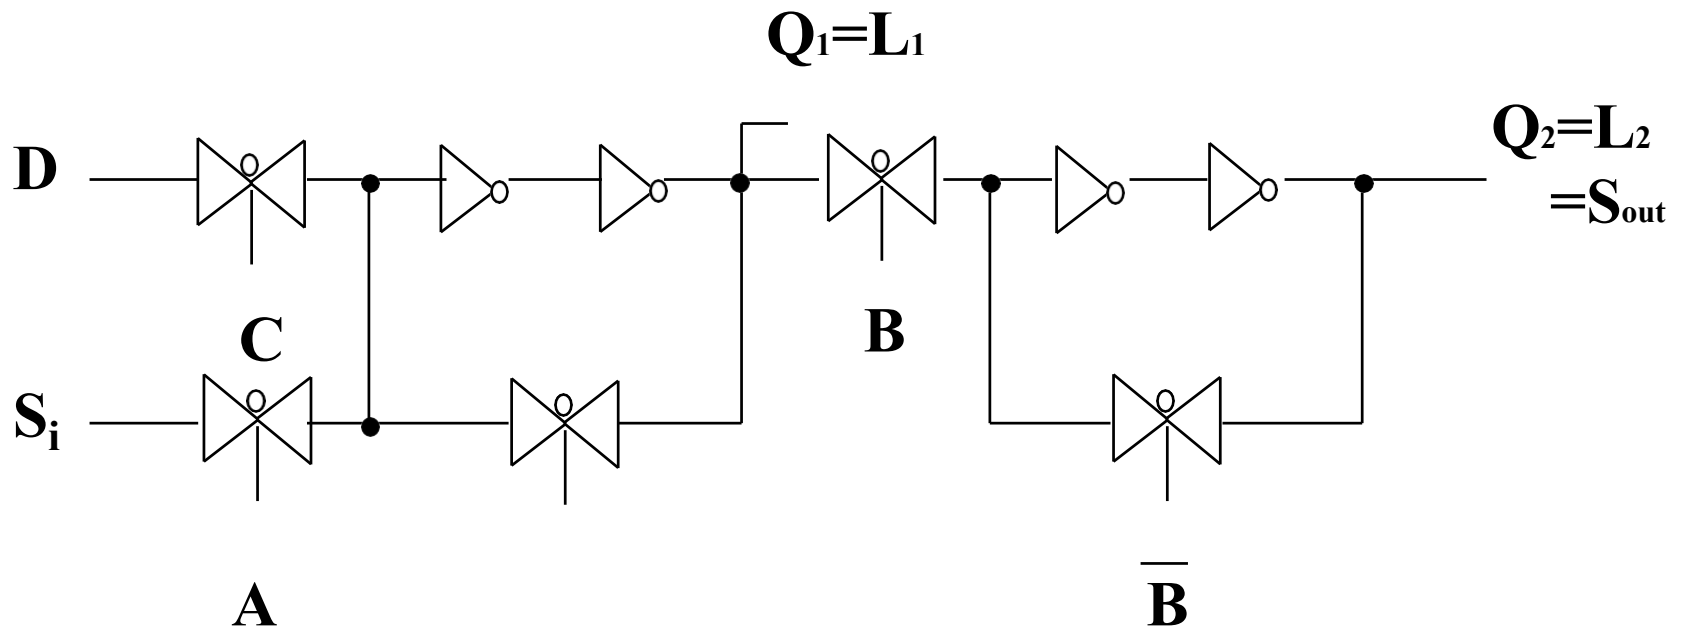 Q₁=L₁
Q₂=L₂
D
=Sout
C
B
Si
A
B̅